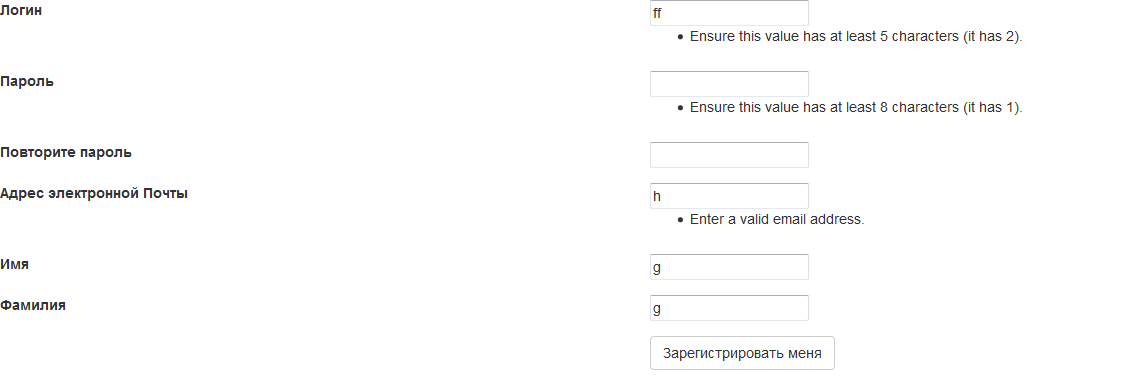 Логин ff
Ensure this value has at least 5 characters (it has 2).
Пароль
Ensure this value has at least 8 characters (it has 1).
Повторите пароль
Адрес электронной Почты h
Enter a valid email address.
Имя g
Фамилия g
Зарегистрировать меня